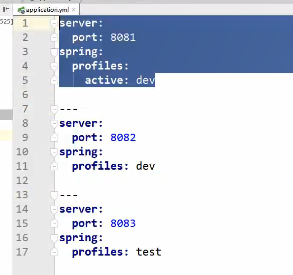 application.yml
525]
1 server:
2   port: 8081
3 spring:
4   profiles:
5     active: dev
6
7 ---
8 server:
9   port: 8082
10 spring:
11   profiles: dev
12
13 ---
14 server:
15   port: 8083
16 spring:
17   profiles: test